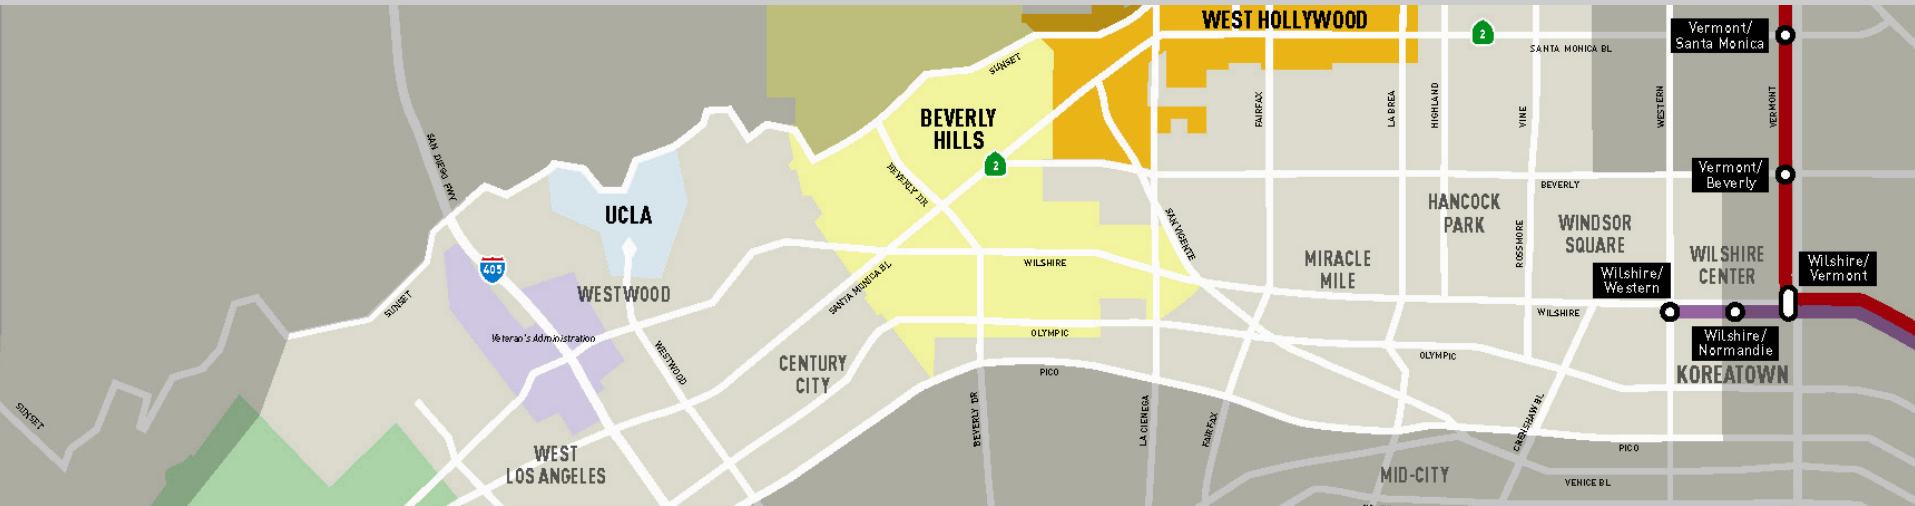 WEST HOLLYWOOD
2
SANTA MONICA BL
Vermont/
Santa Monica
SUNSET
BEVERLY
HILLS
2
FAIRFAX
LA BREA
HIGHLAND
VINE
WESTERN
VERMONT
SAN DIEGO FWY
BEVERLY DR
Vermont/
Beverly
BEVERLY
UCLA
HANCOCK
PARK
WINDSOR
SQUARE
SAN VICENTE
ROSSMORE
MIRACLE
MILE
WILSHIRE
CENTER
Wilshire/
Western
Wilshire/
Vermont
405
WILSHIRE
WESTWOOD
SANTA MONICA BL
SUNSET
WILSHIRE
Veteran's Administration
OLYMPIC
Wilshire/
Normandie
WESTWOOD
CENTURY
CITY
PICO
OLYMPIC
KOREATOWN
SUNSET
BEVERLY DR
LA CIENEGA
FAIRFAX
CRENSHAW BL
WEST
LOS ANGELES
PICO
MID-CITY
VENICE BL